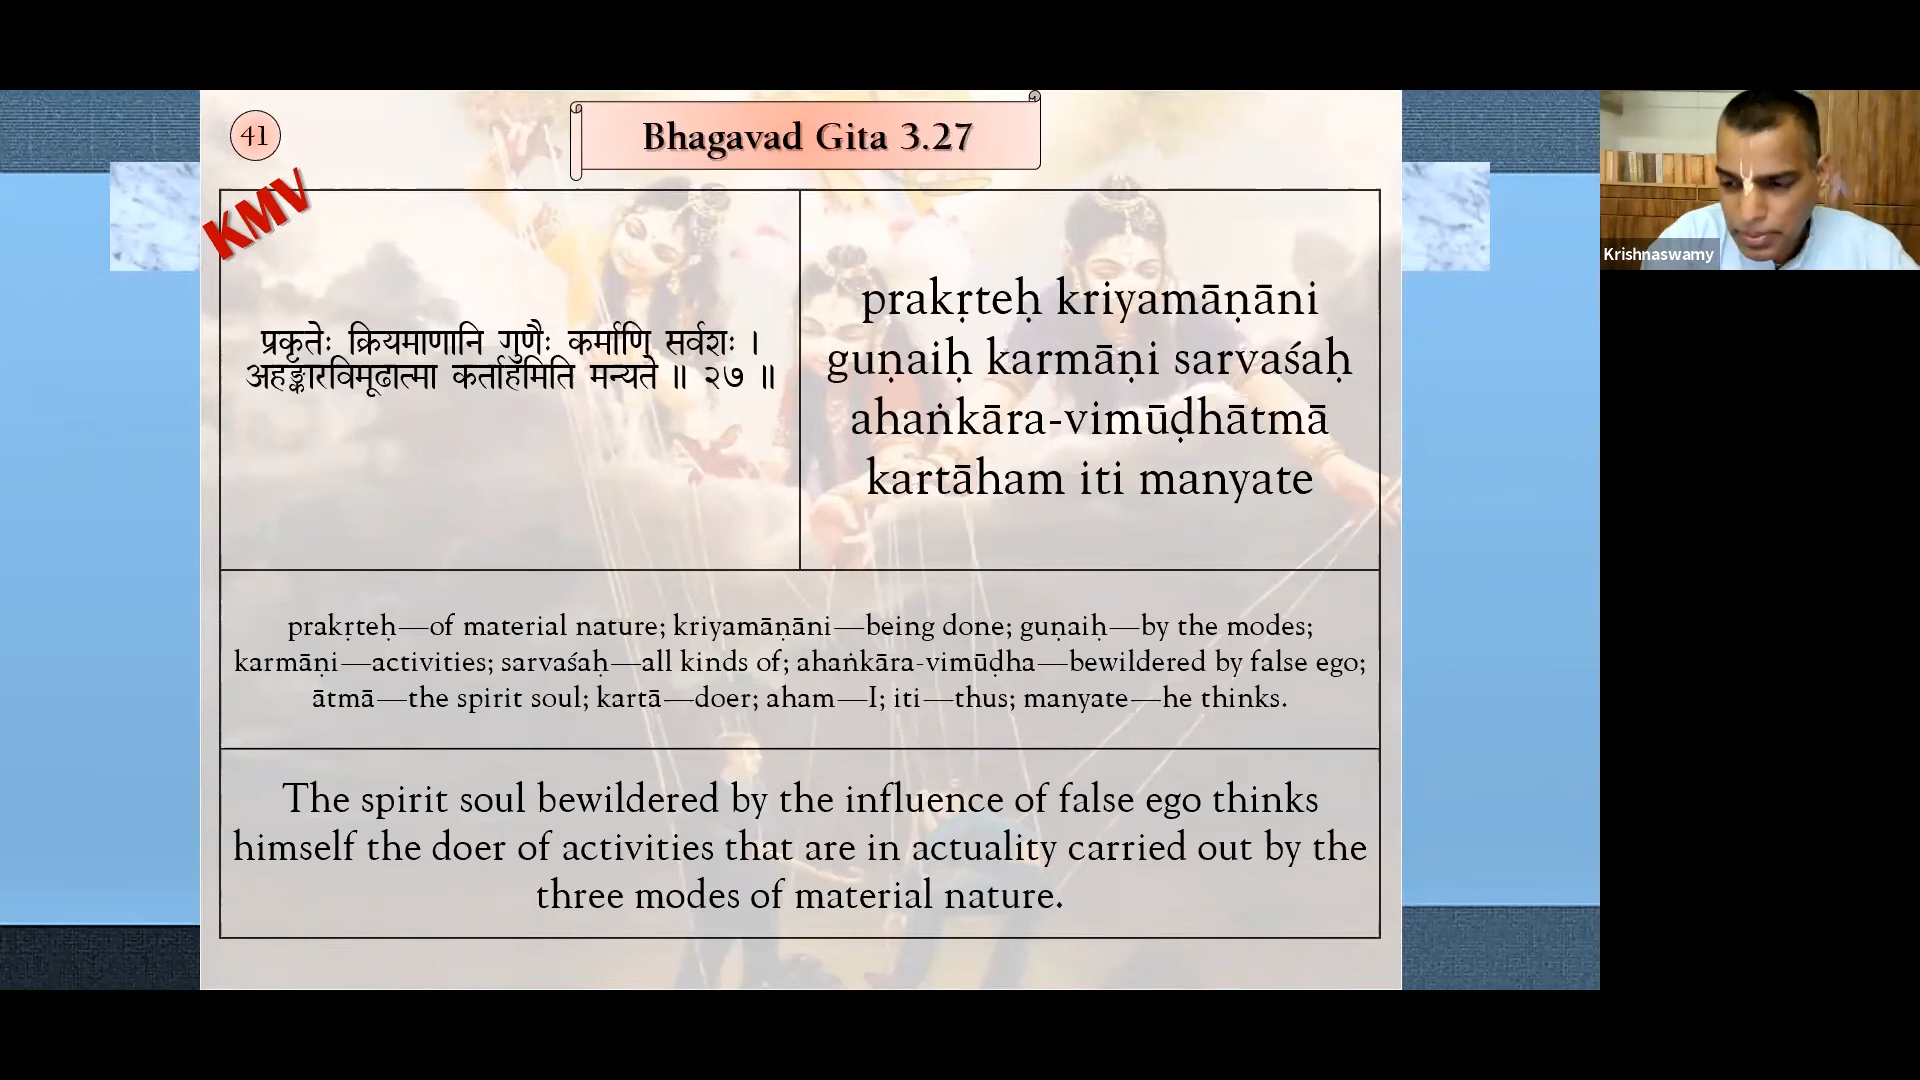 41
Bhagavad Gita 3.27
KMV
प्रकृतेः क्रियमाणानि गुणैः कर्माणि सर्वशः ।
अहङ्कारविमूढात्मा कर्ताहमिति मन्यते ॥ २७ ॥
prakṛteḥ kriyamāṇāni
guṇaiḥ karmāṇi sarvaśaḥ
ahaṅkāra-vimūḍhātmā
kartāham iti manyate
prakṛteḥ—of material nature; kriyamāṇāni—being done; guṇaiḥ—by the modes;
karmāṇi—activities; sarvaśaḥ—all kinds of; ahaṅkāra-vimūḍha—bewildered by false ego;
ātmā—the spirit soul; kartā—doer; aham—I; iti—thus; manyate—he thinks.
The spirit soul bewildered by the influence of false ego thinks
himself the doer of activities that are in actuality carried out by the
three modes of material nature.
Krishnaswamy